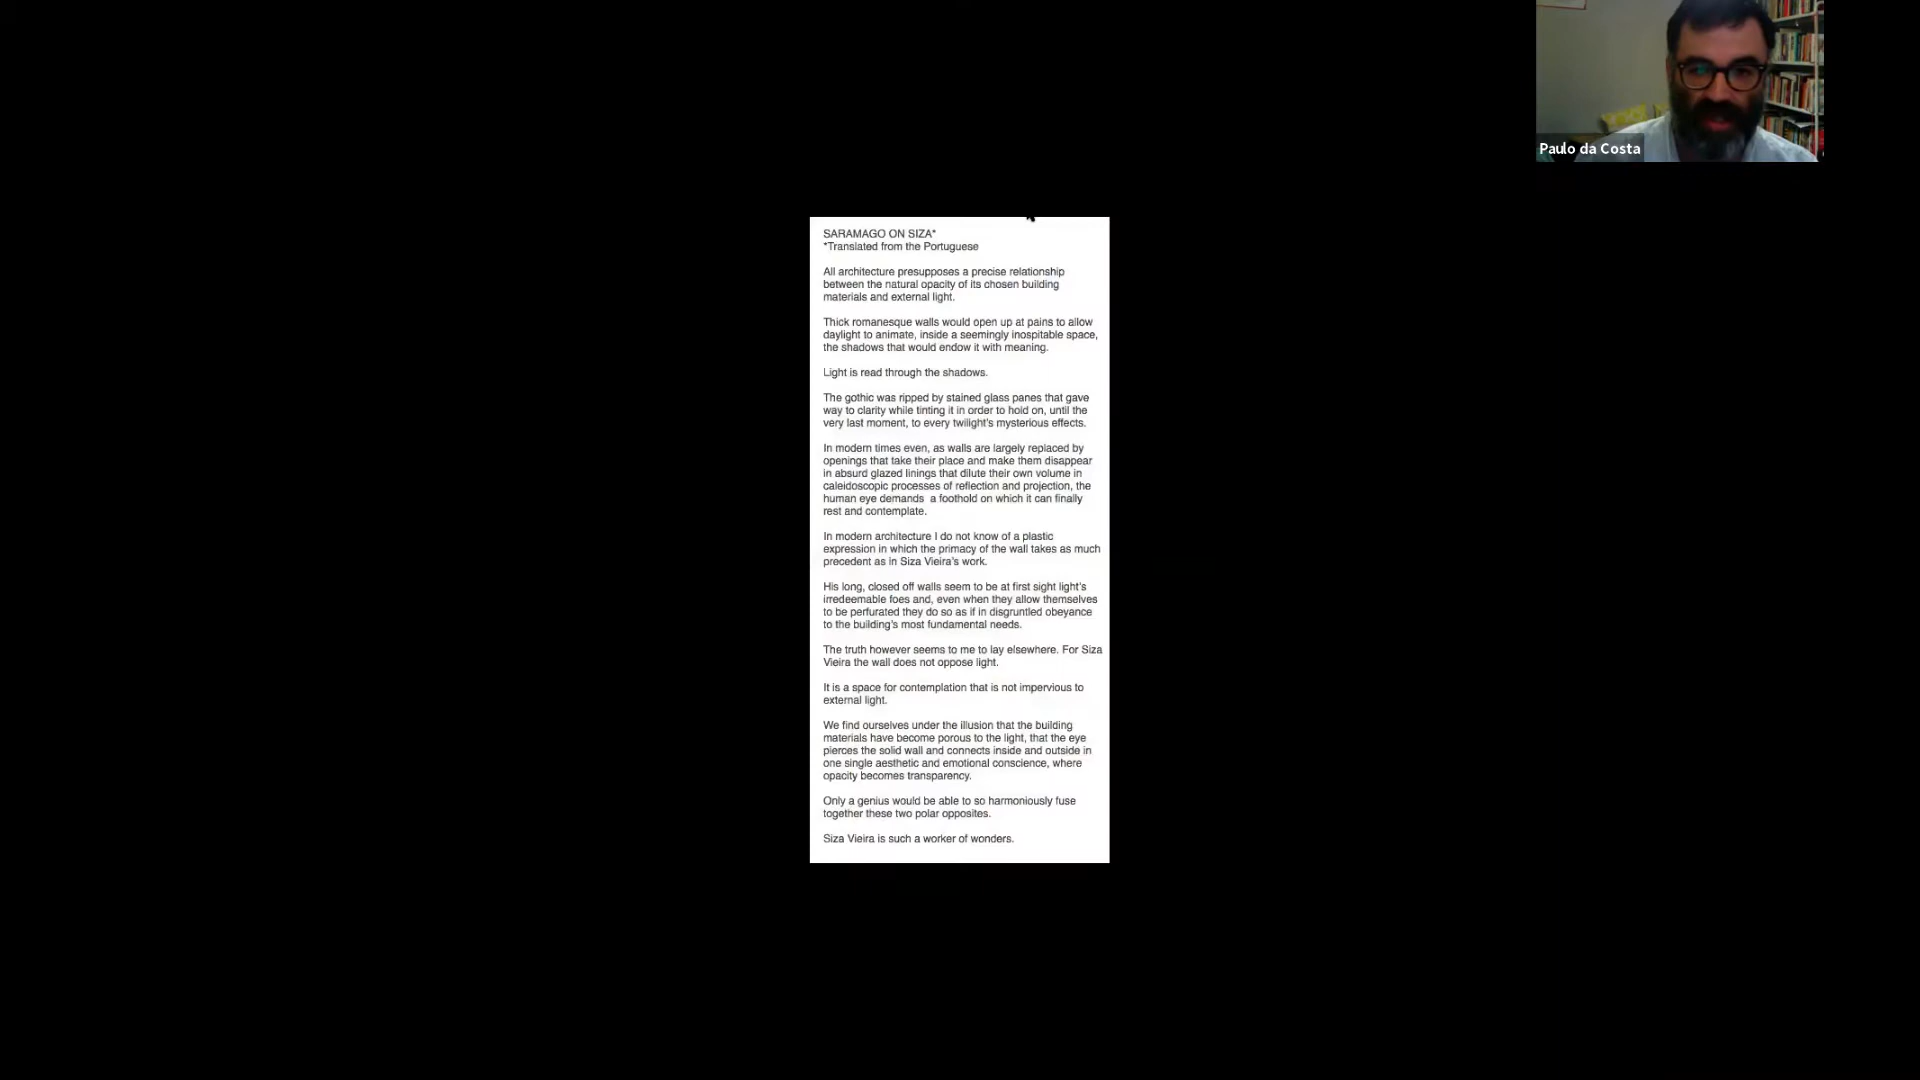 Paulo da Costa
SARAMAGO ON SIZA*
*Translated from the Portuguese
All architecture presupposes a precise relationship
between the natural opacity of its chosen building
materials and external light.
Thick romanesque walls would open up at pains to allow
daylight to animate, inside a seemingly inospitable space,
the shadows that would endow it with meaning.
Light is read through the shadows.
The gothic was ripped by stained glass panes that gave
way to clarity while tinting it in order to hold on, until the
very last moment, to every twilight's mysterious effects.
In modern times even, as walls are largely replaced by
openings that take their place and make them disappear
in absurd glazed linings that dilute their own volume in
caleidoscopic processes of reflection and projection, the
human eye demands a foothold on which it can finally
rest and contemplate.
In modern architecture I do not know of a plastic
expression in which the primacy of the wall takes as much
precedent as in Siza Vieira's work.
His long, closed off walls seem to be at first sight light's
irredeemable foes and, even when they allow themselves
to be perfurated they do so as if in disgruntled obeyance
to the building's most fundamental needs.
The truth however seems to me to lay elsewhere. For Siza
Vieira the wall does not oppose light.
It is a space for contemplation that is not impervious to
external light.
We find ourselves under the illusion that the building
materials have become porous to the light, that the eye
pierces the solid wall and connects inside and outside in
one single aesthetic and emotional conscience, where
opacity becomes transparency.
Only a genius would be able to so harmoniously fuse
together these two polar opposites.
Siza Vieira is such a worker of wonders.